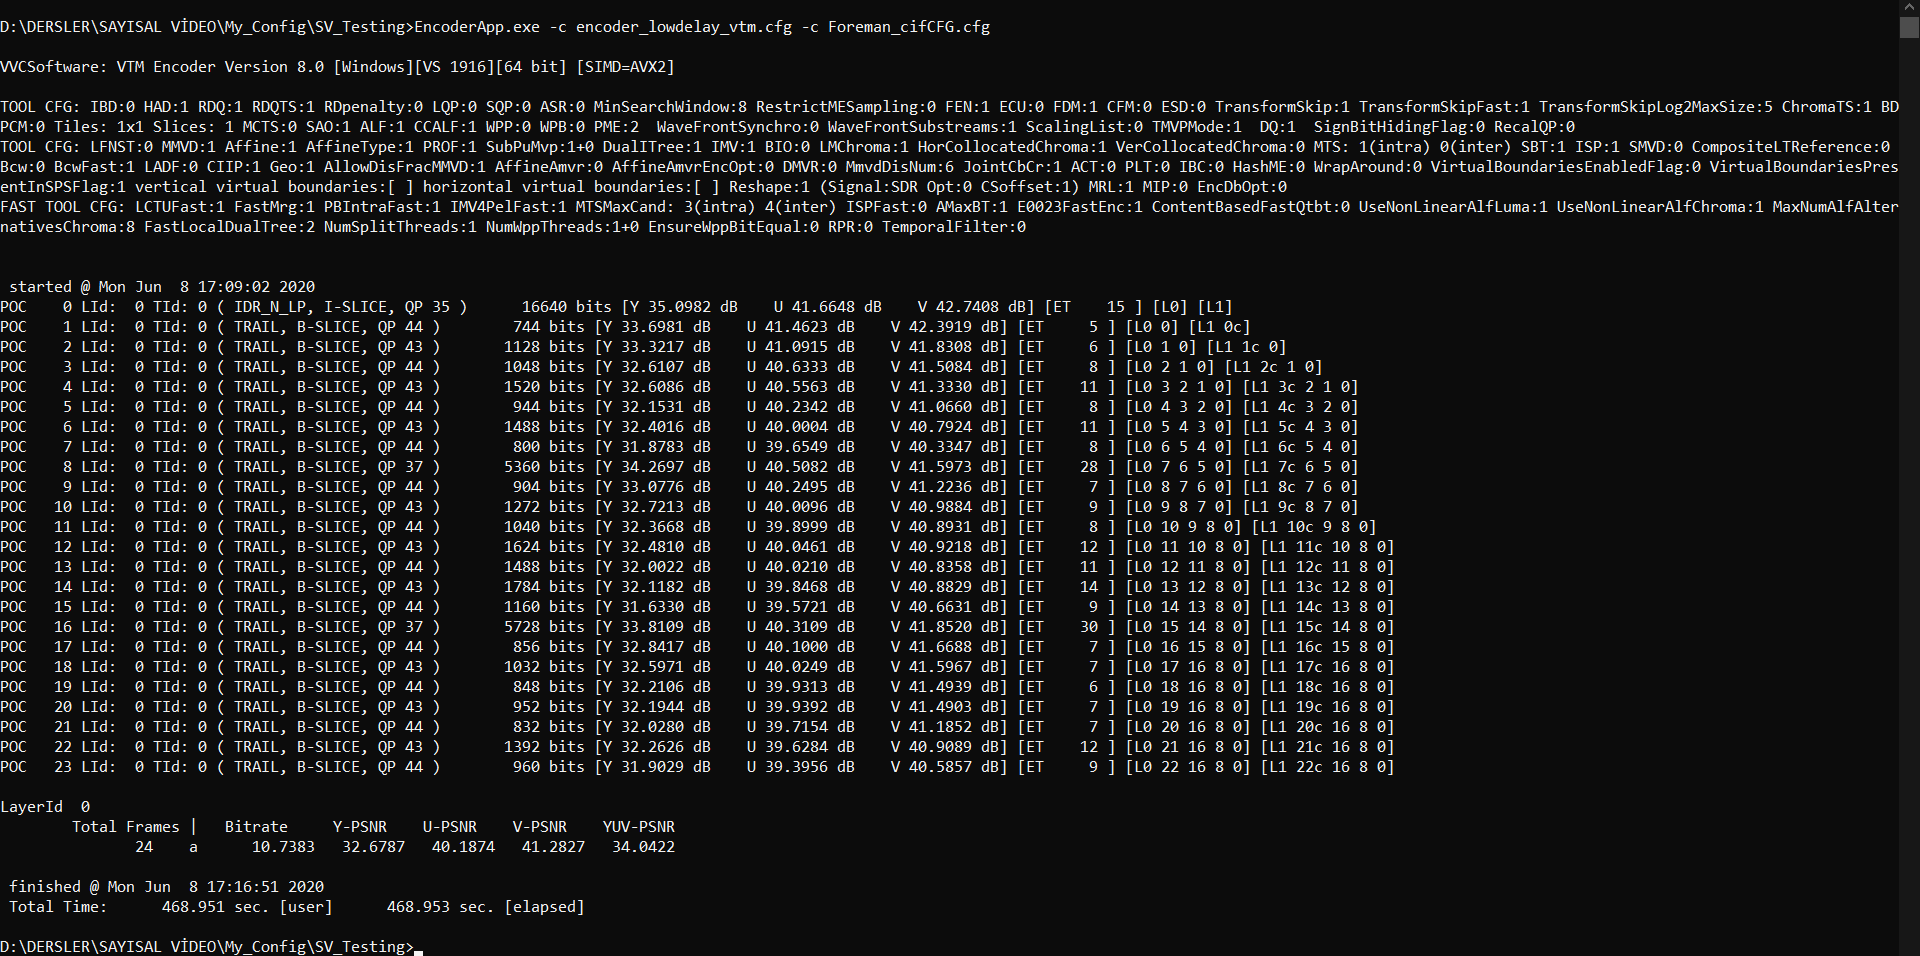 D:\DERSLER\SAYISAL VİDEO\My_Config\SV_Testing>EncoderApp.exe -c encoder_lowdelay_vtm.cfg -c Foreman_cifCFG.cfg
VVCSoftware: VTM Encoder Version 8.0 [Windows][VS 1916][64 bit] [SIMD=AVX2]
TOOL CFG: IBD:0 HAD:1 RDQ:1 RDQTS:1 RDpenalty:0 LQP:0 SQP:0 ASR:0 MinSearchWindow:8 RestrictMESampling:0 FEN:1 ECU:0 FDM:1 CFM:0 ESD:0 TransformSkip:1 TransformSkipFast:1 TransformSkipLog2MaxSize:5 ChromaTS:1 BD
PCM:0 Tiles: 1x1 Slices: 1 MCTS:0 SAO:1 ALF:1 CCALF:1 WPP:0 WPB:0 PME:2  WaveFrontSynchro:0 WaveFrontSubstreams:1 ScalingList:0 TMVPMode:1  DQ:1  SignBitHidingFlag:0 RecalQP:0
TOOL CFG: LFNST:0 MMVD:1 Affine:1 AffineType:1 PROF:1 SubPuMvp:1+0 DualITree:1 IMV:1 BIO:0 LMChroma:1 HorCollocatedChroma:1 VerCollocatedChroma:0 MTS: 1(intra) 0(inter) SBT:1 ISP:1 SMVD:0 CompositeLTReference:0
Bcw:0 BcwFast:1 LADF:0 CIIP:1 Geo:1 AllowDisFracMMVD:1 AffineAmvr:0 AffineAmvrEncOpt:0 DMVR:0 MmvdDisNum:6 JointCbCr:1 ACT:0 PLT:0 IBC:0 HashME:0 WrapAround:0 VirtualBoundariesEnabledFlag:0 VirtualBoundariesPres
entInSPSFlag:1 vertical virtual boundaries:[ ] horizontal virtual boundaries:[ ] Reshape:1 (Signal:SDR Opt:0 CSoffset:1) MRL:1 MIP:0 EncDbOpt:0
FAST TOOL CFG: LCTUFast:1 FastMrg:1 PBIntraFast:1 IMV4PelFast:1 MTSMaxCand: 3(intra) 4(inter) ISPFast:0 AMaxBT:1 E0023FastEnc:1 ContentBasedFastQtbt:0 UseNonLinearAlfLuma:1 UseNonLinearAlfChroma:1 MaxNumAlfAlter
nativesChroma:8 FastLocalDualTree:2 NumSplitThreads:1 NumWppThreads:1+0 EnsureWppBitEqual:0 RPR:0 TemporalFilter:0
started @ Mon Jun  8 17:09:02 2020
POC    0 LId:  0 TId: 0 ( IDR_N_LP, I-SLICE, QP 35 )      16640 bits [Y 35.0982 dB    U 41.6648 dB    V 42.7408 dB] [ET    15 ] [L0] [L1]
POC    1 LId:  0 TId: 0 ( TRAIL, B-SLICE, QP 44 )        744 bits [Y 33.6981 dB    U 41.4623 dB    V 42.3919 dB] [ET     5 ] [L0 0] [L1 0c]
POC    2 LId:  0 TId: 0 ( TRAIL, B-SLICE, QP 43 )       1128 bits [Y 33.3217 dB    U 41.0915 dB    V 41.8308 dB] [ET     6 ] [L0 1 0] [L1 1c 0]
POC    3 LId:  0 TId: 0 ( TRAIL, B-SLICE, QP 44 )       1048 bits [Y 32.6107 dB    U 40.6333 dB    V 41.5084 dB] [ET     8 ] [L0 2 1 0] [L1 2c 1 0]
POC    4 LId:  0 TId: 0 ( TRAIL, B-SLICE, QP 43 )       1520 bits [Y 32.6086 dB    U 40.5563 dB    V 41.3330 dB] [ET    11 ] [L0 3 2 1 0] [L1 3c 2 1 0]
POC    5 LId:  0 TId: 0 ( TRAIL, B-SLICE, QP 44 )        944 bits [Y 32.1531 dB    U 40.2342 dB    V 41.0660 dB] [ET     8 ] [L0 4 3 2 0] [L1 4c 3 2 0]
POC    6 LId:  0 TId: 0 ( TRAIL, B-SLICE, QP 43 )       1488 bits [Y 32.4016 dB    U 40.0004 dB    V 40.7924 dB] [ET    11 ] [L0 5 4 3 0] [L1 5c 4 3 0]
POC    7 LId:  0 TId: 0 ( TRAIL, B-SLICE, QP 44 )        800 bits [Y 31.8783 dB    U 39.6549 dB    V 40.3347 dB] [ET     8 ] [L0 6 5 4 0] [L1 6c 5 4 0]
POC    8 LId:  0 TId: 0 ( TRAIL, B-SLICE, QP 37 )       5360 bits [Y 34.2697 dB    U 40.5082 dB    V 41.5973 dB] [ET    28 ] [L0 7 6 5 0] [L1 7c 6 5 0]
POC    9 LId:  0 TId: 0 ( TRAIL, B-SLICE, QP 44 )        904 bits [Y 33.0776 dB    U 40.2495 dB    V 41.2236 dB] [ET     7 ] [L0 8 7 6 0] [L1 8c 7 6 0]
POC   10 LId:  0 TId: 0 ( TRAIL, B-SLICE, QP 43 )       1272 bits [Y 32.7213 dB    U 40.0096 dB    V 40.9884 dB] [ET     9 ] [L0 9 8 7 0] [L1 9c 8 7 0]
POC   11 LId:  0 TId: 0 ( TRAIL, B-SLICE, QP 44 )       1040 bits [Y 32.3668 dB    U 39.8999 dB    V 40.8931 dB] [ET     8 ] [L0 10 9 8 0] [L1 10c 9 8 0]
POC   12 LId:  0 TId: 0 ( TRAIL, B-SLICE, QP 43 )       1624 bits [Y 32.4810 dB    U 40.0461 dB    V 40.9218 dB] [ET    12 ] [L0 11 10 8 0] [L1 11c 10 8 0]
POC   13 LId:  0 TId: 0 ( TRAIL, B-SLICE, QP 44 )       1488 bits [Y 32.0022 dB    U 40.0210 dB    V 40.8358 dB] [ET    11 ] [L0 12 11 8 0] [L1 12c 11 8 0]
POC   14 LId:  0 TId: 0 ( TRAIL, B-SLICE, QP 43 )       1784 bits [Y 32.1182 dB    U 39.8468 dB    V 40.8829 dB] [ET    14 ] [L0 13 12 8 0] [L1 13c 12 8 0]
POC   15 LId:  0 TId: 0 ( TRAIL, B-SLICE, QP 44 )       1160 bits [Y 31.6330 dB    U 39.5721 dB    V 40.6631 dB] [ET     9 ] [L0 14 13 8 0] [L1 14c 13 8 0]
POC   16 LId:  0 TId: 0 ( TRAIL, B-SLICE, QP 37 )       5728 bits [Y 33.8109 dB    U 40.3109 dB    V 41.8520 dB] [ET    30 ] [L0 15 14 8 0] [L1 15c 14 8 0]
POC   17 LId:  0 TId: 0 ( TRAIL, B-SLICE, QP 44 )        856 bits [Y 32.8417 dB    U 40.1000 dB    V 41.6688 dB] [ET     7 ] [L0 16 15 8 0] [L1 16c 15 8 0]
POC   18 LId:  0 TId: 0 ( TRAIL, B-SLICE, QP 43 )       1032 bits [Y 32.5971 dB    U 40.0249 dB    V 41.5967 dB] [ET     7 ] [L0 17 16 8 0] [L1 17c 16 8 0]
POC   19 LId:  0 TId: 0 ( TRAIL, B-SLICE, QP 44 )        848 bits [Y 32.2106 dB    U 39.9313 dB    V 41.4939 dB] [ET     6 ] [L0 18 16 8 0] [L1 18c 16 8 0]
POC   20 LId:  0 TId: 0 ( TRAIL, B-SLICE, QP 43 )        952 bits [Y 32.1944 dB    U 39.9392 dB    V 41.4903 dB] [ET     7 ] [L0 19 16 8 0] [L1 19c 16 8 0]
POC   21 LId:  0 TId: 0 ( TRAIL, B-SLICE, QP 44 )        832 bits [Y 32.0280 dB    U 39.7154 dB    V 41.1852 dB] [ET     7 ] [L0 20 16 8 0] [L1 20c 16 8 0]
POC   22 LId:  0 TId: 0 ( TRAIL, B-SLICE, QP 43 )       1392 bits [Y 32.2626 dB    U 39.6284 dB    V 40.9089 dB] [ET    12 ] [L0 21 16 8 0] [L1 21c 16 8 0]
POC   23 LId:  0 TId: 0 ( TRAIL, B-SLICE, QP 44 )        960 bits [Y 31.9029 dB    U 39.3956 dB    V 40.5857 dB] [ET     9 ] [L0 22 16 8 0] [L1 22c 16 8 0]
LayerId  0
Total Frames |   Bitrate     Y-PSNR    U-PSNR    V-PSNR    YUV-PSNR
24    a      10.7383   32.6787   40.1874   41.2827   34.0422
finished @ Mon Jun  8 17:16:51 2020
Total Time:      468.951 sec. [user]      468.953 sec. [elapsed]
D:\DERSLER\SAYISAL VİDEO\My_Config\SV_Testing>